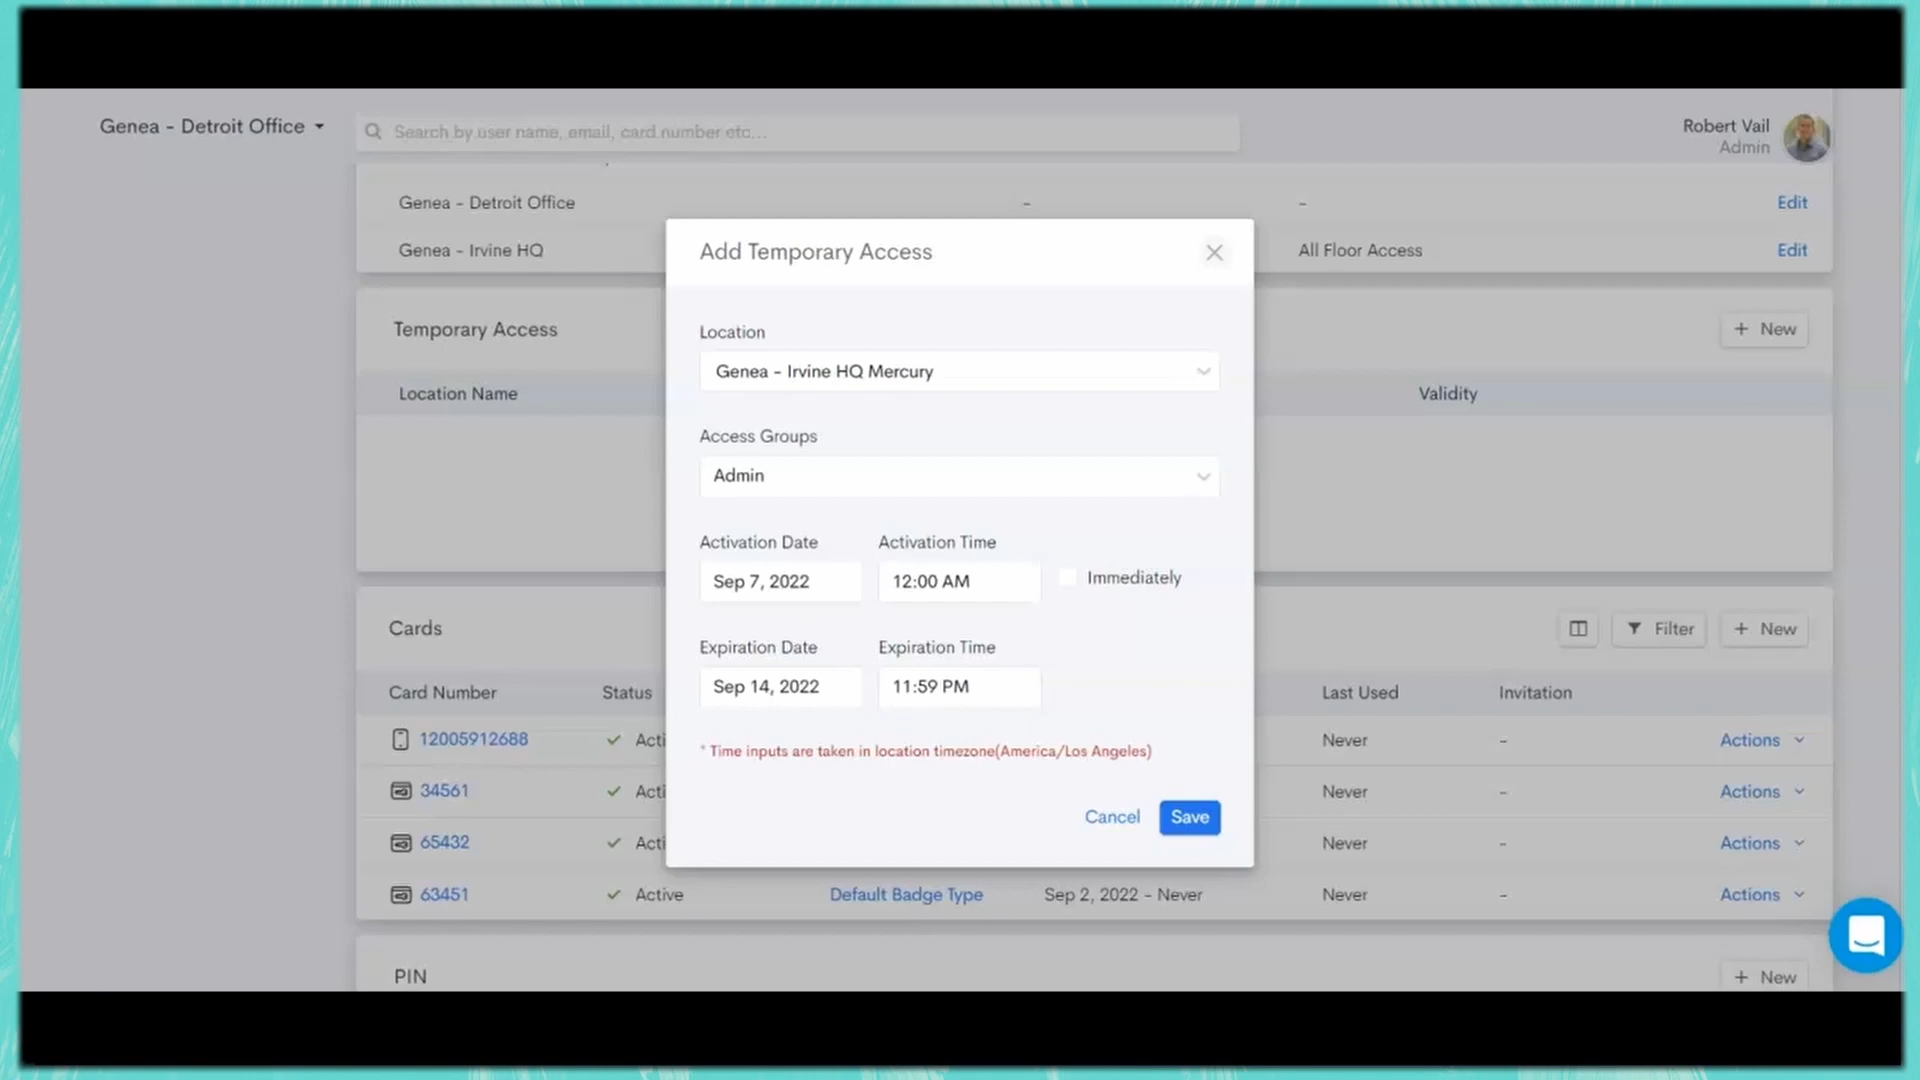 Genea - Detroit Office
Search by user name, email, card number etc...
Robert Vail
Admin
Genea - Detroit Office - - Edit
Genea - Irvine HQ All Floor Access Edit
Temporary Access + New
Location Name Validity
Add Temporary Access
Location
Genea - Irvine HQ Mercury
Access Groups
Admin
Activation Date Activation Time
Sep 7, 2022 12:00 AM Immediately
Expiration Date Expiration Time
Sep 14, 2022 11:59 PM
* Time inputs are taken in location timezone(America/Los Angeles)
Cancel Save
Cards Filter + New
Card Number Status Last Used Invitation
12005912688 Acti Never - Actions
34561 Acti Never - Actions
65432 Acti Never - Actions
63451 Active Default Badge Type Sep 2, 2022 - Never Never - Actions
PIN + New